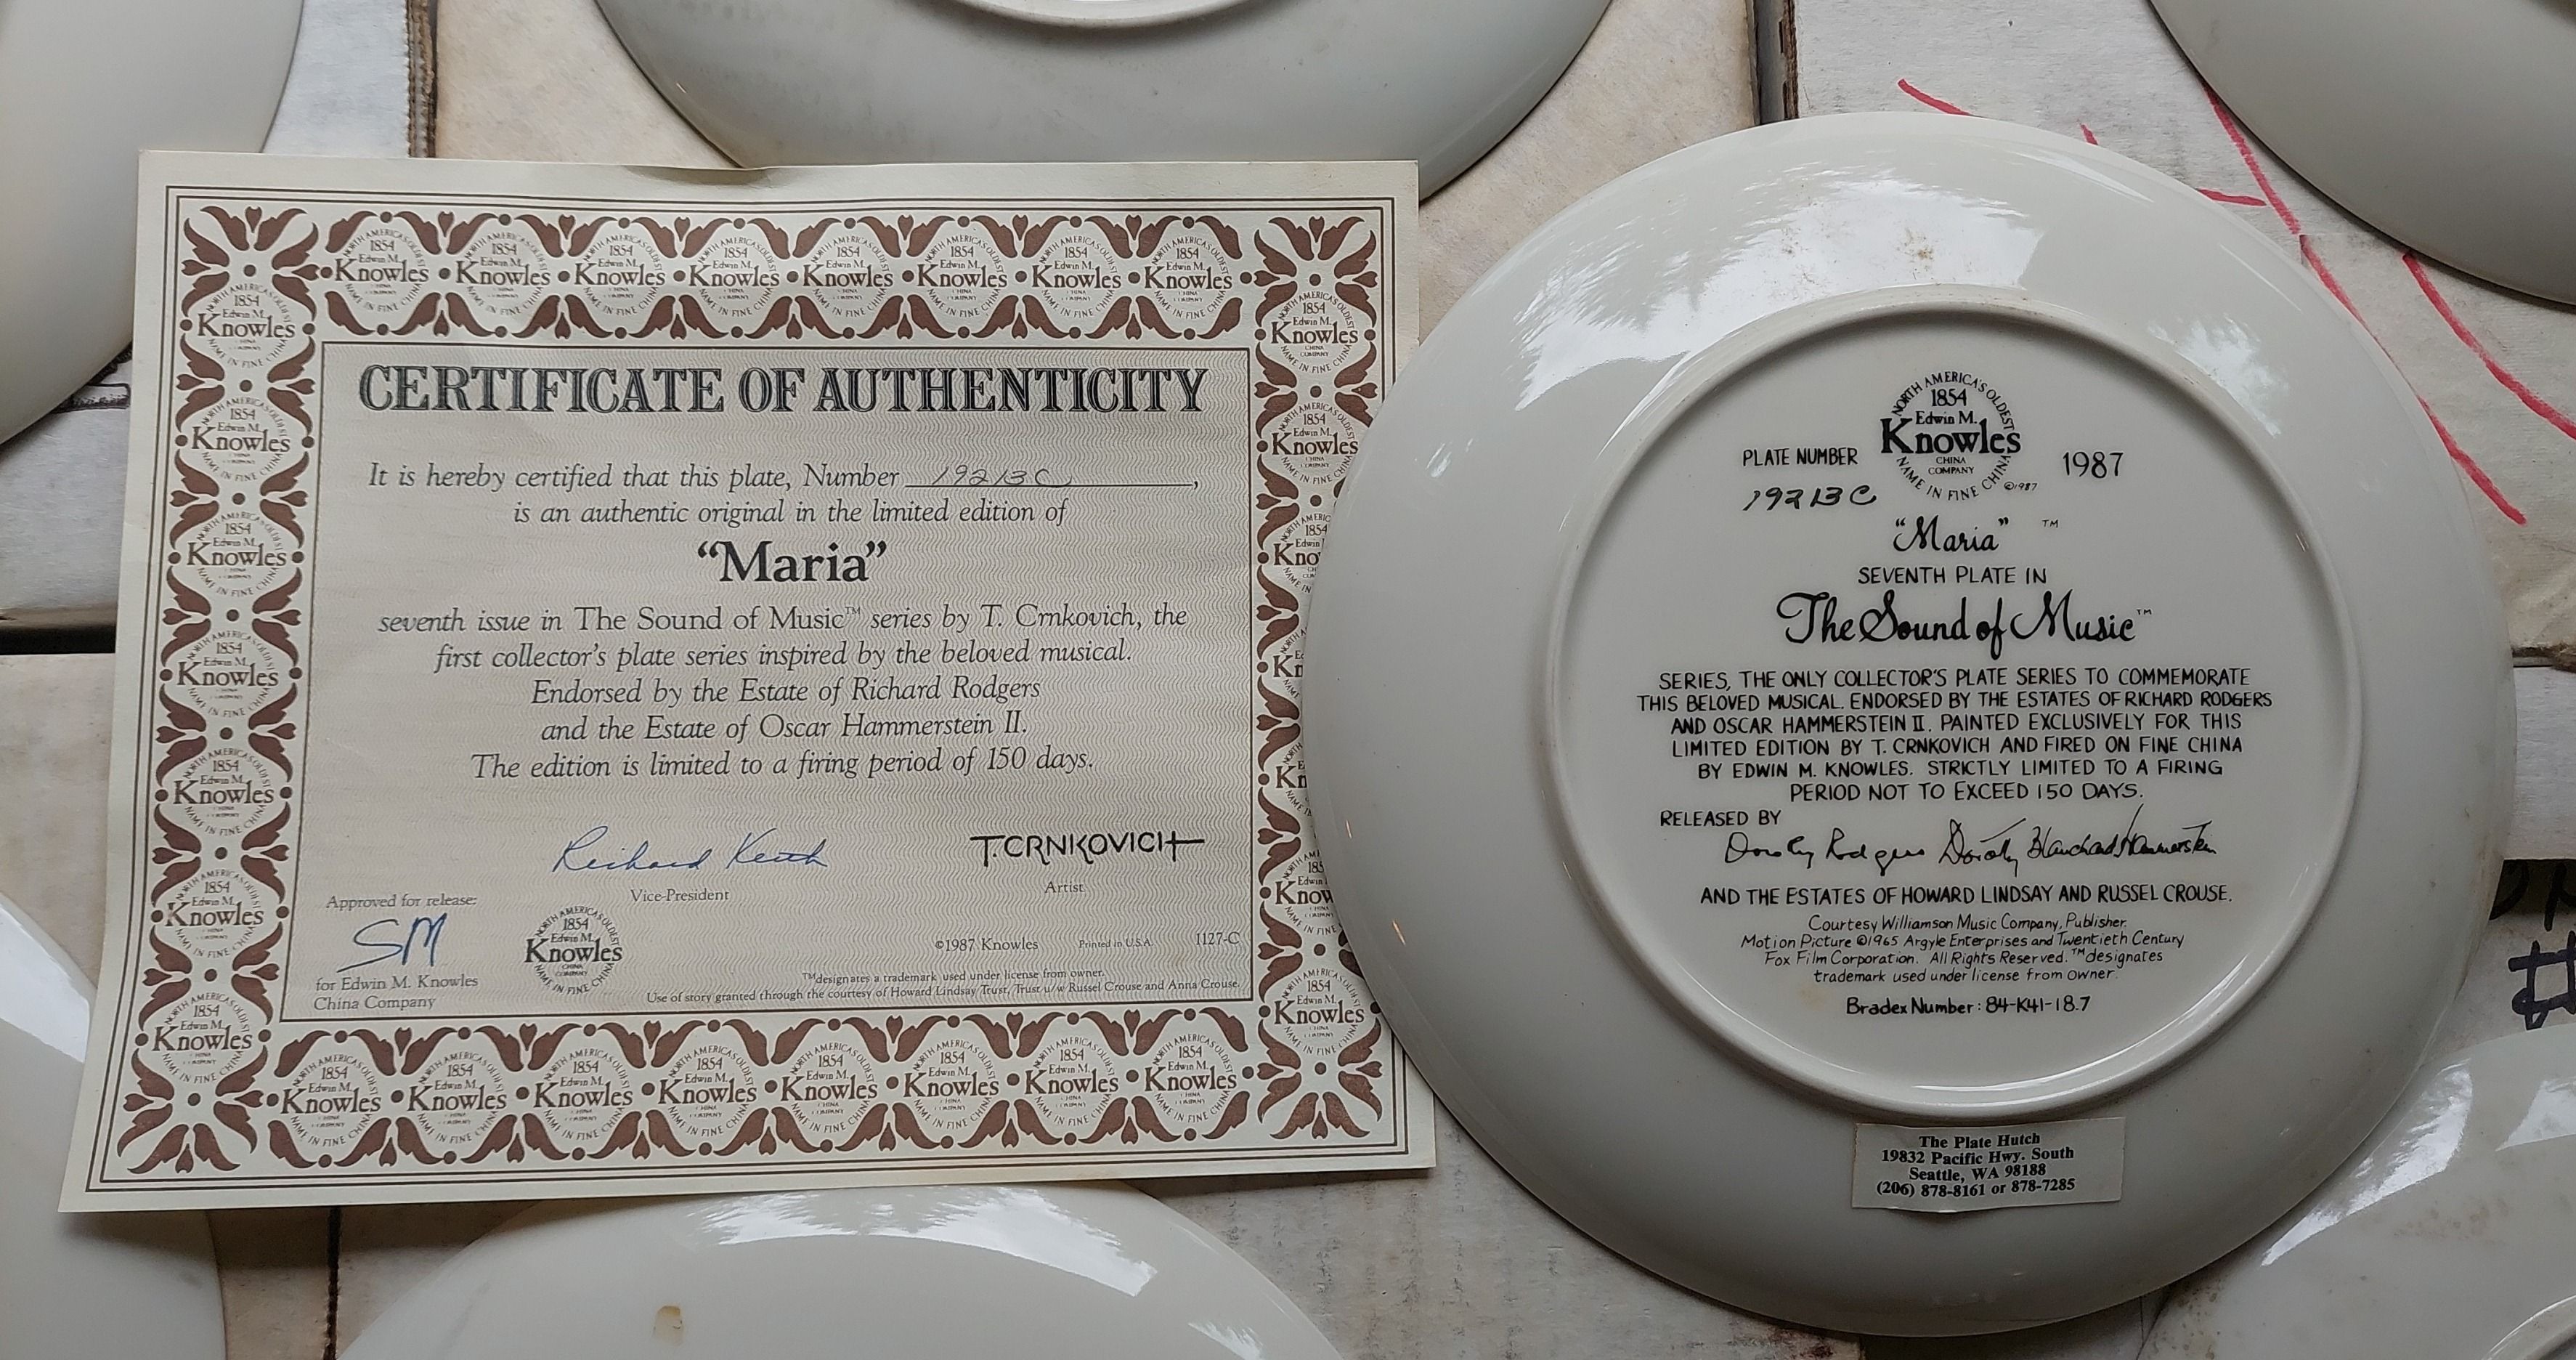 CERTIFICATE OF AUTHENTICITY
It is hereby certified that this plate, Number 19213C,
is an authentic original in the limited edition of
“Maria”
seventh issue in The Sound of Music™ series by T. Crnkovich, the
first collector's plate series inspired by the beloved musical.
Endorsed by the Estate of Richard Rodgers
and the Estate of Oscar Hammerstein II.
The edition is limited to a firing period of 150 days.
Richard Keith
Vice-President
T. CRNKOVICH
Artist
Approved for release:
SM
for Edwin M. Knowles
China Company
NORTH AMERICA'S OLDEST
1854
Edwin M.
Knowles
CHINA
COMPANY
NAME IN FINE CHINA
©1987 Knowles
Printed in U.S.A.
1127-C
™designates a trademark used under license from owner.
Use of story granted through the courtesy of Howard Lindsay Trust, Trust u/w Russel Crouse and Anna Crouse.
NORTH AMERICA'S OLDEST
1854
Edwin M.
Knowles
CHINA
COMPANY
NAME IN FINE CHINA
©1987
PLATE NUMBER
19213C
1987
“Maria” ™
SEVENTH PLATE IN
The Sound of Music™
SERIES, THE ONLY COLLECTOR'S PLATE SERIES TO COMMEMORATE
THIS BELOVED MUSICAL. ENDORSED BY THE ESTATES OF RICHARD RODGERS
AND OSCAR HAMMERSTEIN II. PAINTED EXCLUSIVELY FOR THIS
LIMITED EDITION BY T. CRNKOVICH AND FIRED ON FINE CHINA
BY EDWIN M. KNOWLES. STRICTLY LIMITED TO A FIRING
PERIOD NOT TO EXCEED 150 DAYS.
RELEASED BY
Dorothy Rodgers Dorothy Blanchard Hammerstein
AND THE ESTATES OF HOWARD LINDSAY AND RUSSEL CROUSE.
Courtesy Williamson Music Company, Publisher.
Motion Picture ©1965 Argyle Enterprises and Twentieth Century
Fox Film Corporation. All Rights Reserved. ™designates
trademark used under license from owner.
Bradex Number: 84-K41-18.7
The Plate Hutch
19832 Pacific Hwy. South
Seattle, WA 98188
(206) 878-8161 or 878-7285